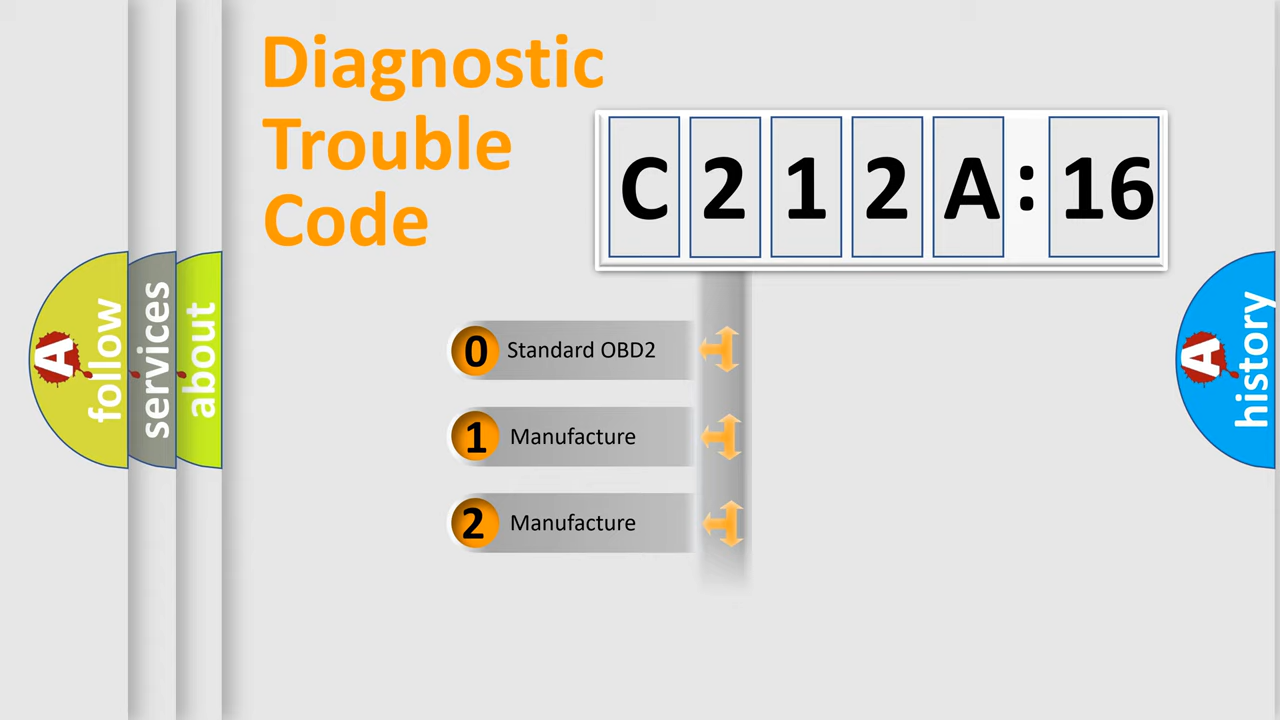 Diagnostic
Trouble
Code
C 2 1 2 A : 16
0 Standard OBD2
1 Manufacture
2 Manufacture
A follow
services
about
A history